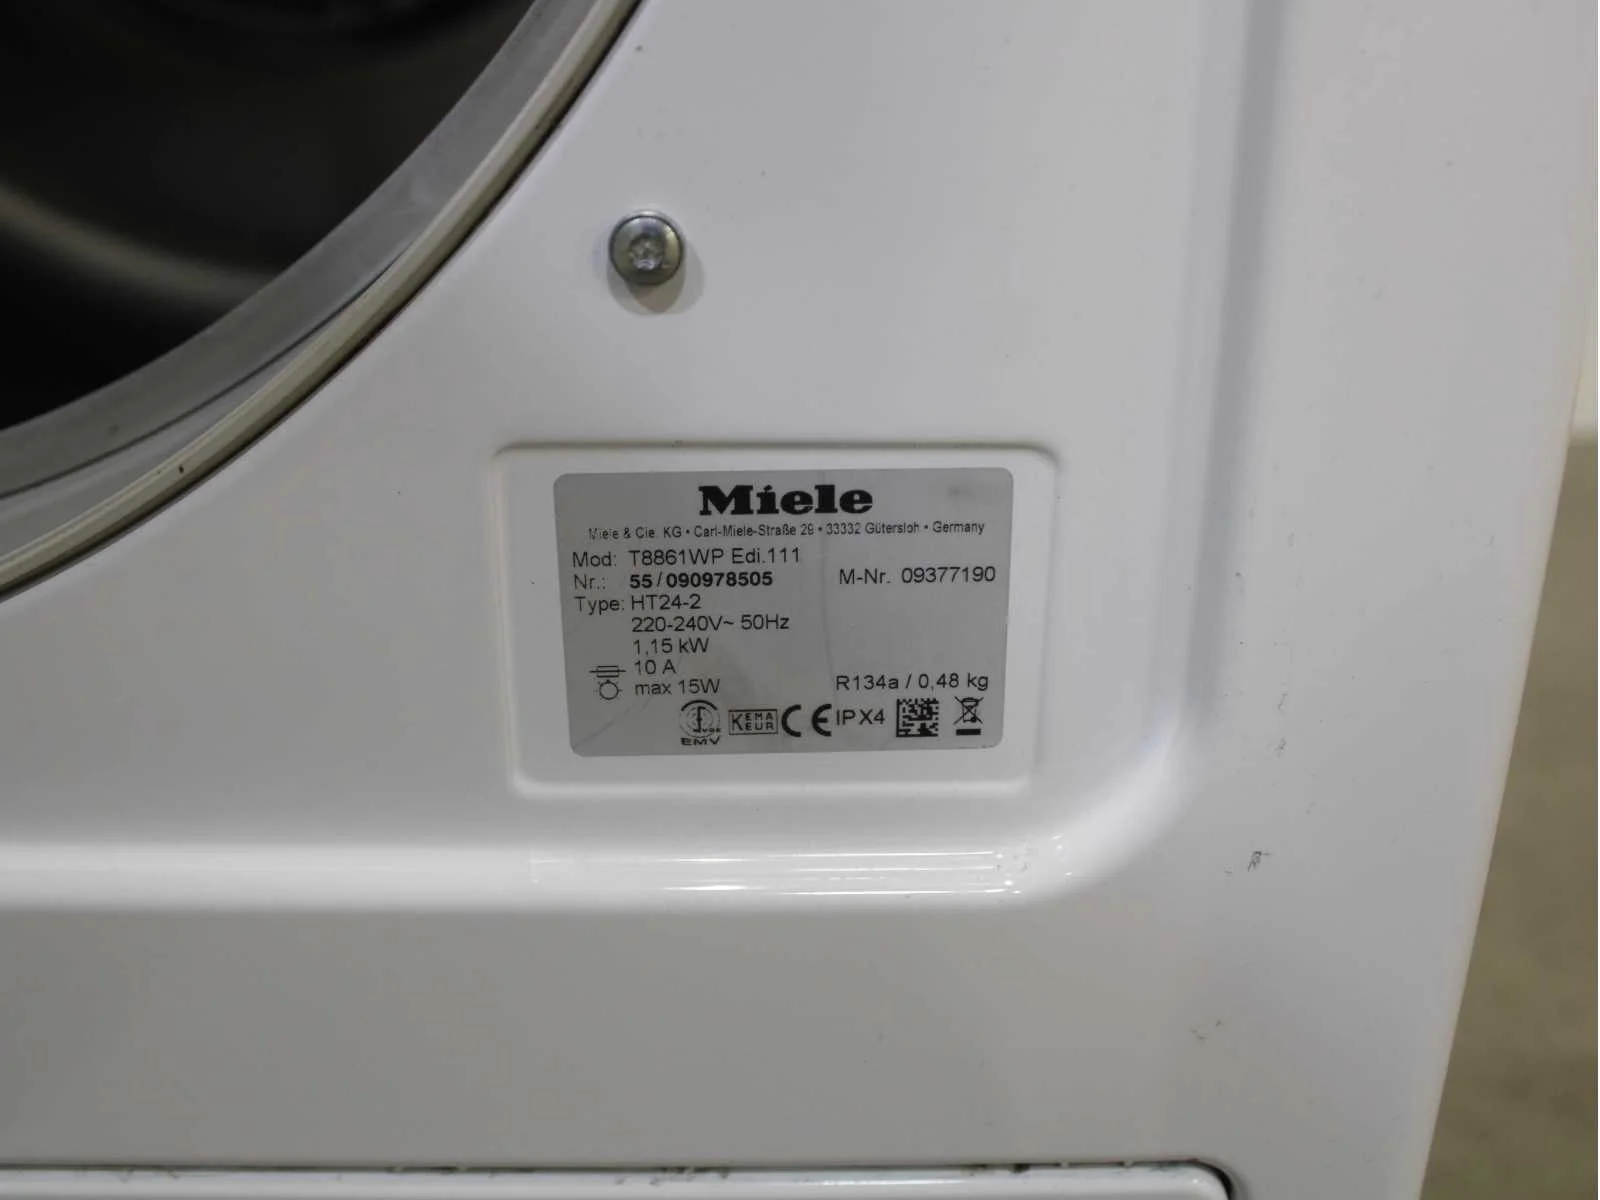 Miele
Miele & Cie. KG • Carl-Miele-Straße 29 • 33332 Gütersloh • Germany
Mod: T8861WP Edi.111
Nr.: 55/090978505 M-Nr. 09377190
Type: HT24-2
220-240V~ 50Hz
1,15 kW
10 A
max 15W R134a / 0,48 kg
VDE EMV KEMA KEUR CE IPX4